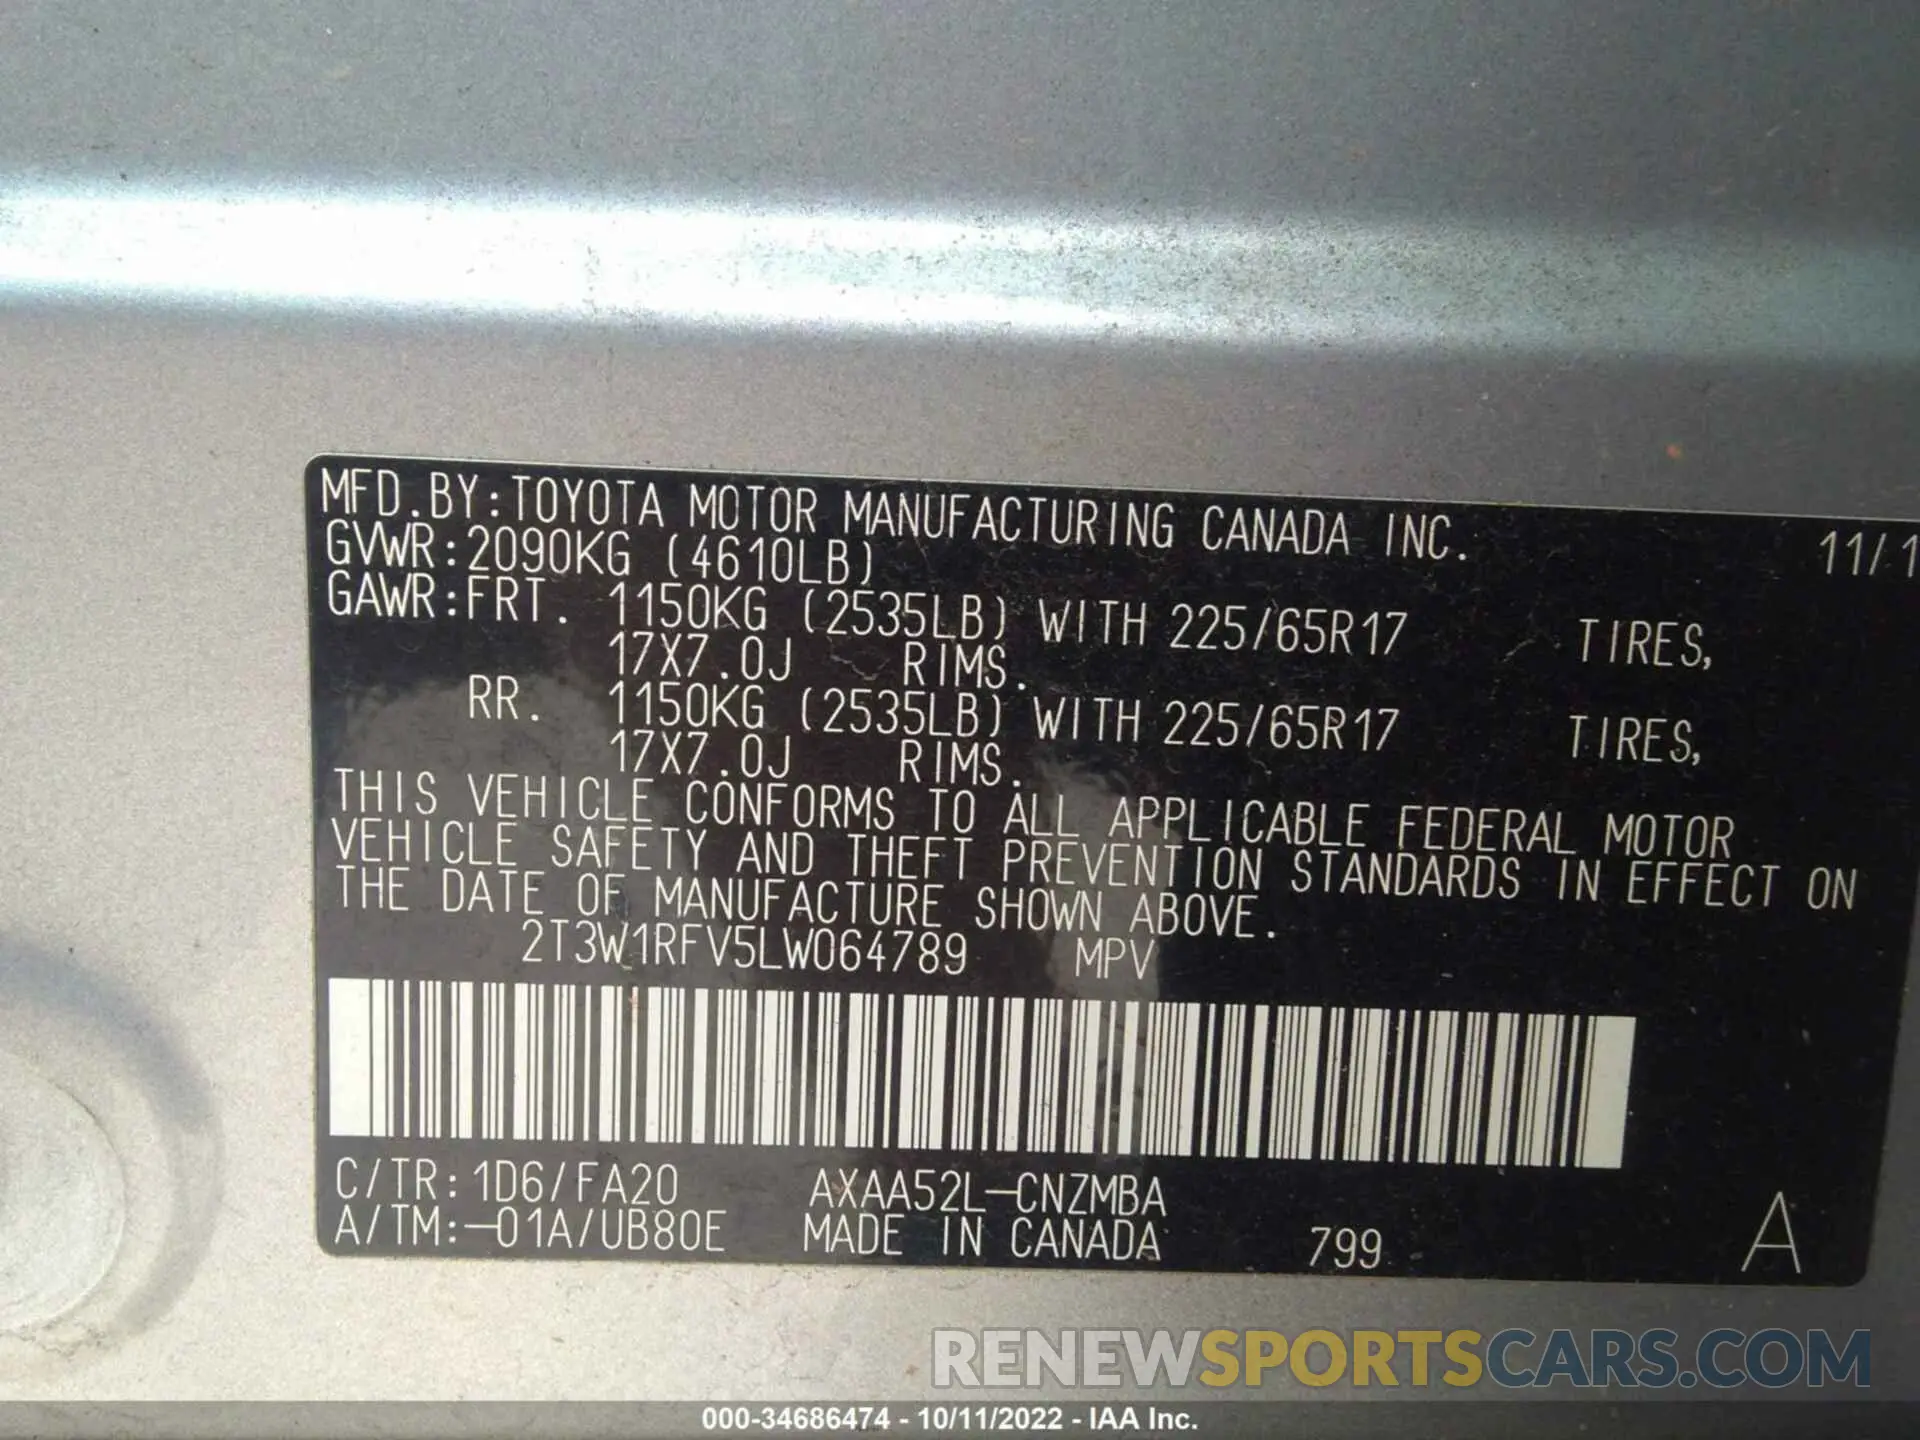 MFD.BY:TOYOTA MOTOR MANUFACTURING CANADA INC. 11/1
GVWR:2090KG (4610LB)
GAWR:FRT. 1150KG (2535LB) WITH 225/65R17 TIRES,
17X7.0J RIMS.
RR. 1150KG (2535LB) WITH 225/65R17 TIRES,
17X7.0J RIMS.
THIS VEHICLE CONFORMS TO ALL APPLICABLE FEDERAL MOTOR
VEHICLE SAFETY AND THEFT PREVENTION STANDARDS IN EFFECT ON
THE DATE OF MANUFACTURE SHOWN ABOVE.
2T3W1RFV5LW064789 MPV
C/TR:1D6/FA20 AXAA52L-CNZMBA
A/TM:-01A/UB80E MADE IN CANADA 799 A
RENEWSPORTSCARS.COM
000-34686474 - 10/11/2022 - IAA Inc.